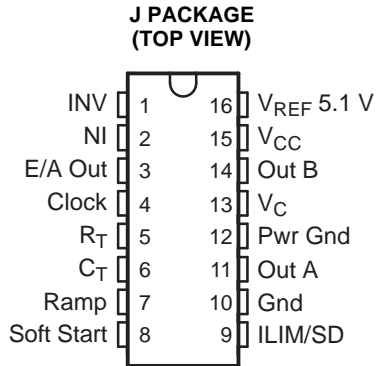 J PACKAGE
(TOP VIEW)
INV 1 16 VREF 5.1 V
NI 2 15 VCC
E/A Out 3 14 Out B
Clock 4 13 VC
RT 5 12 Pwr Gnd
CT 6 11 Out A
Ramp 7 10 Gnd
Soft Start 8 9 ILIM/SD